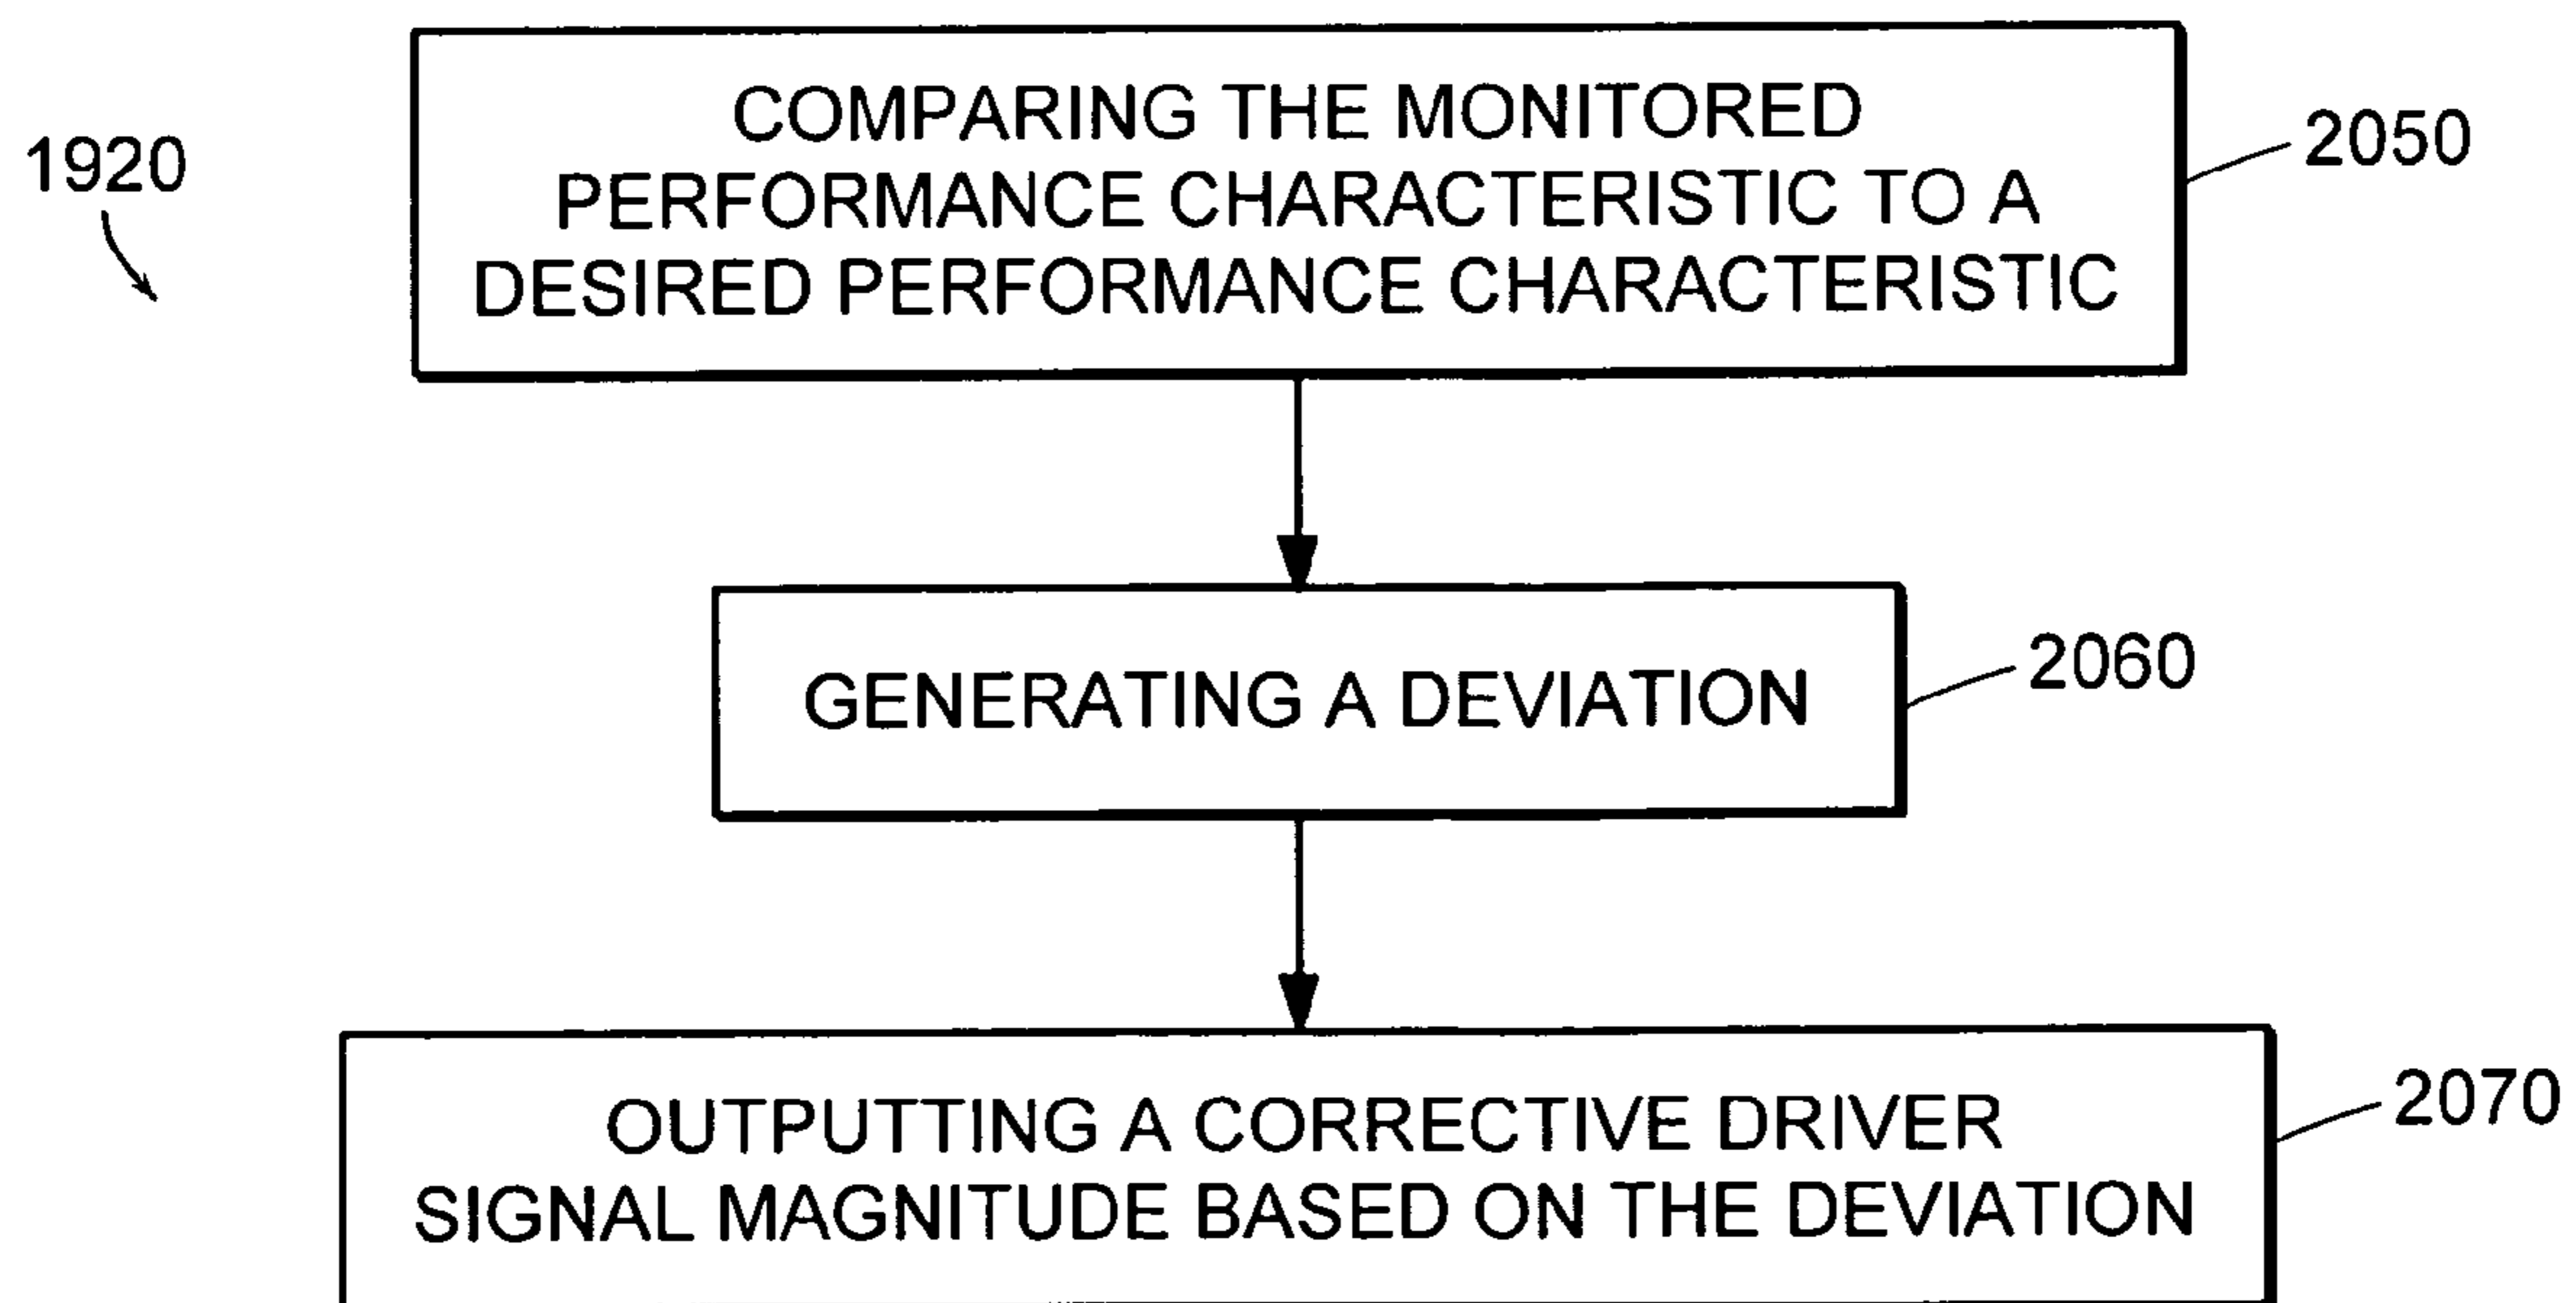 1920
COMPARING THE MONITORED
PERFORMANCE CHARACTERISTIC TO A
DESIRED PERFORMANCE CHARACTERISTIC
2050
GENERATING A DEVIATION
2060
OUTPUTTING A CORRECTIVE DRIVER
SIGNAL MAGNITUDE BASED ON THE DEVIATION
2070